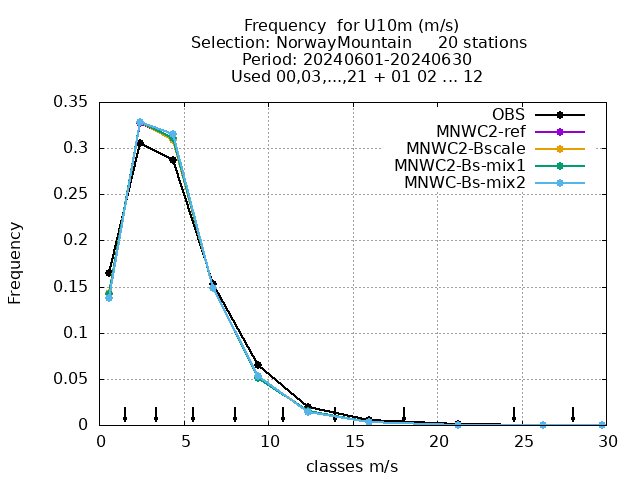 Frequency  for U10m (m/s)
Selection: NorwayMountain     20 stations
Period: 20240601-20240630
Used 00,03,...,21 + 01 02 ... 12
0.35
0.3
0.25
0.2
0.15
0.1
0.05
0
Frequency
OBS
MNWC2-ref
MNWC2-Bscale
MNWC2-Bs-mix1
MNWC-Bs-mix2
0 5 10 15 20 25 30
classes m/s